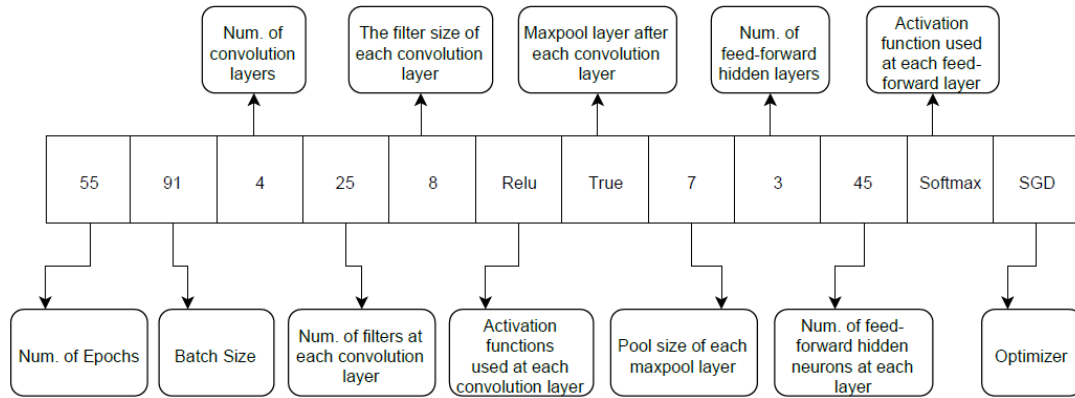 Num. of
convolution
layers
The filter size of
each convolution
layer
Maxpool layer after
each convolution
layer
Num. of
feed-forward
hidden layers
Activation
function used
at each feed-
forward layer
55
91
4
25
8
Relu
True
7
3
45
Softmax
SGD
Num. of Epochs
Batch Size
Num. of filters at
each convolution
layer
Activation
functions
used at each
convolution layer
Pool size of each
maxpool layer
Num. of feed-
forward hidden
neurons at each
layer
Optimizer